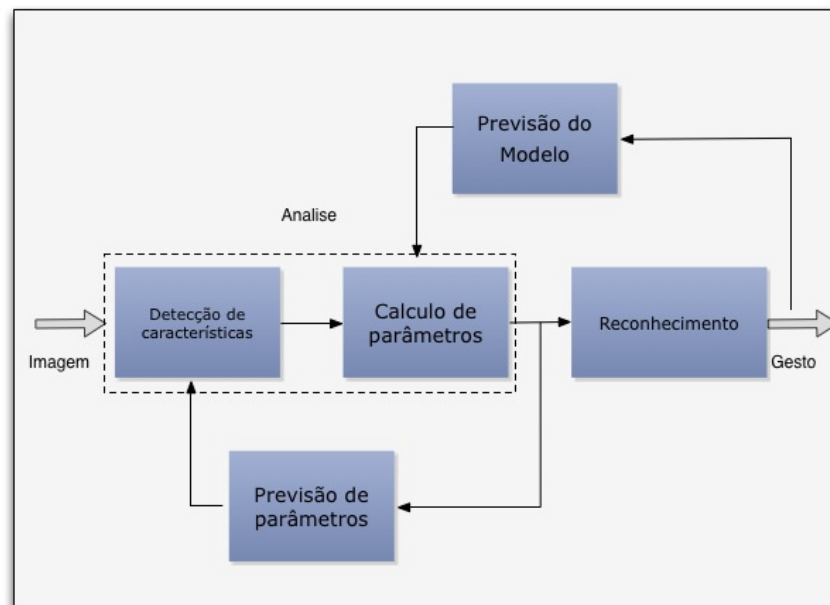 Previsão do
Modelo
Analise
Detecção de
características
Calculo de
parâmetros
Reconhecimento
Imagem
Gesto
Previsão de
parâmetros